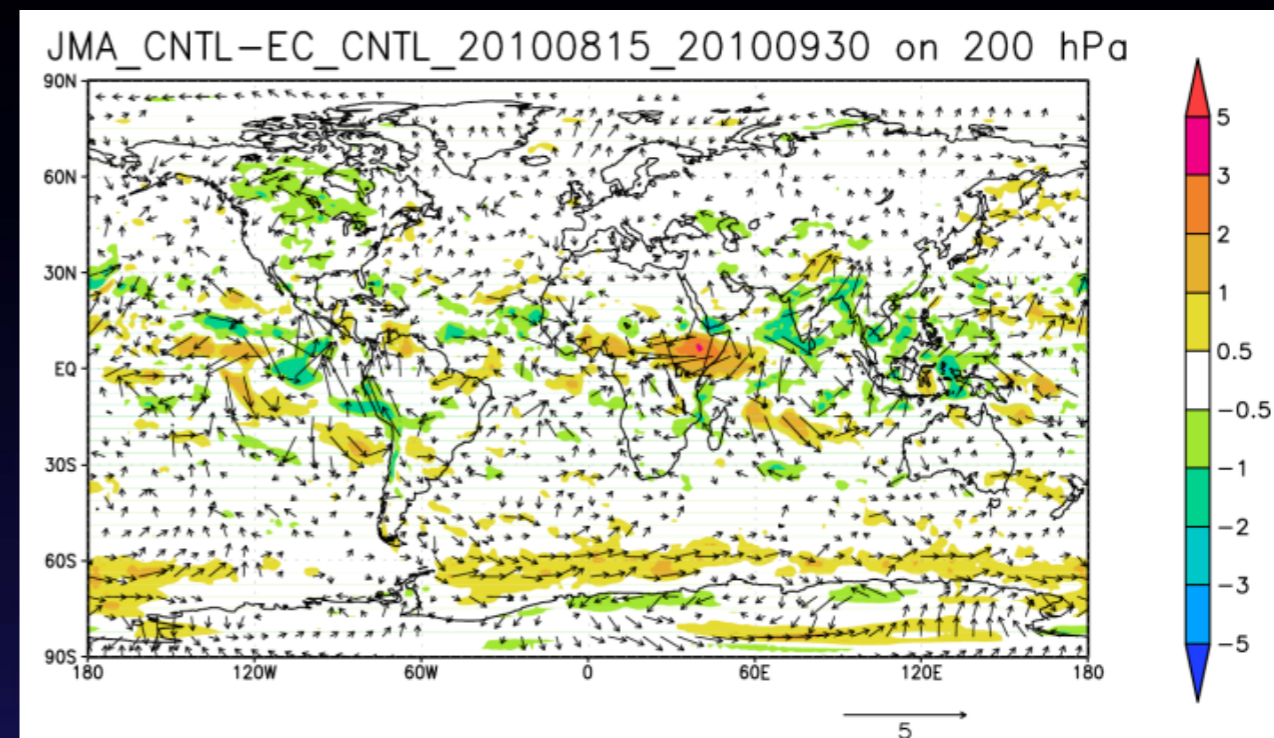 JMA_CNTL−EC_CNTL_20100815_20100930 on 200 hPa
90N
60N
30N
EQ
30S
60S
90S
180 120W 60W 0 60E 120E 180
5
3
2
1
0.5
−0.5
−1
−2
−3
−5
5